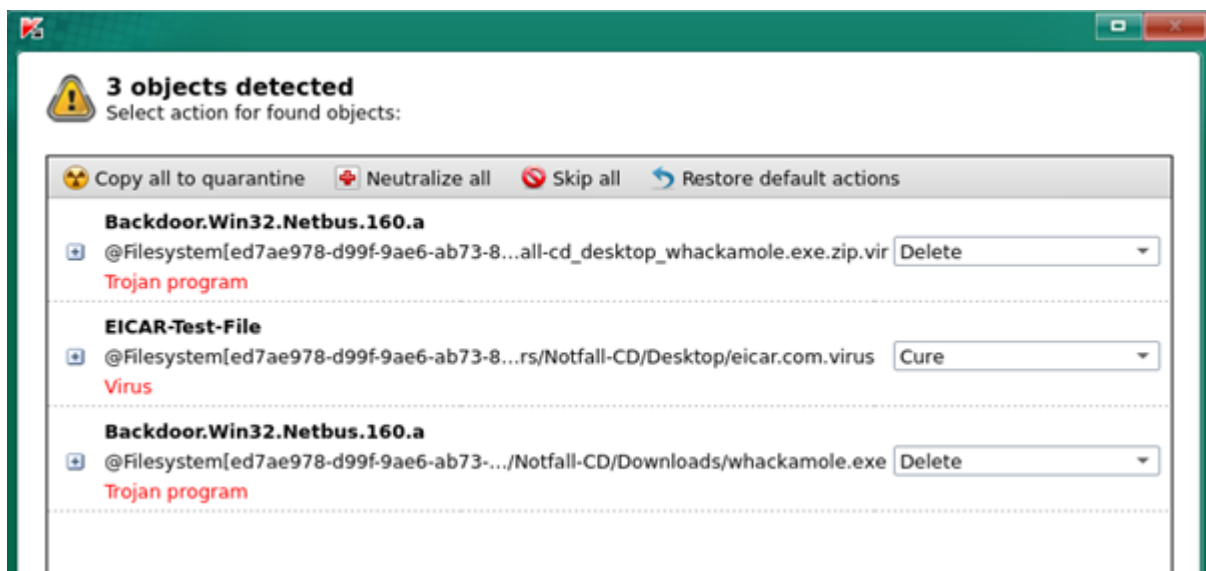 3 objects detected
Select action for found objects:
Copy all to quarantine Neutralize all Skip all Restore default actions
Backdoor.Win32.Netbus.160.a
@Filesystem[ed7ae978-d99f-9ae6-ab73-8...all-cd_desktop_whackamole.exe.zip.vir Delete
Trojan program
EICAR-Test-File
@Filesystem[ed7ae978-d99f-9ae6-ab73-8...rs/Notfall-CD/Desktop/eicar.com.virus Cure
Virus
Backdoor.Win32.Netbus.160.a
@Filesystem[ed7ae978-d99f-9ae6-ab73-.../Notfall-CD/Downloads/whackamole.exe Delete
Trojan program